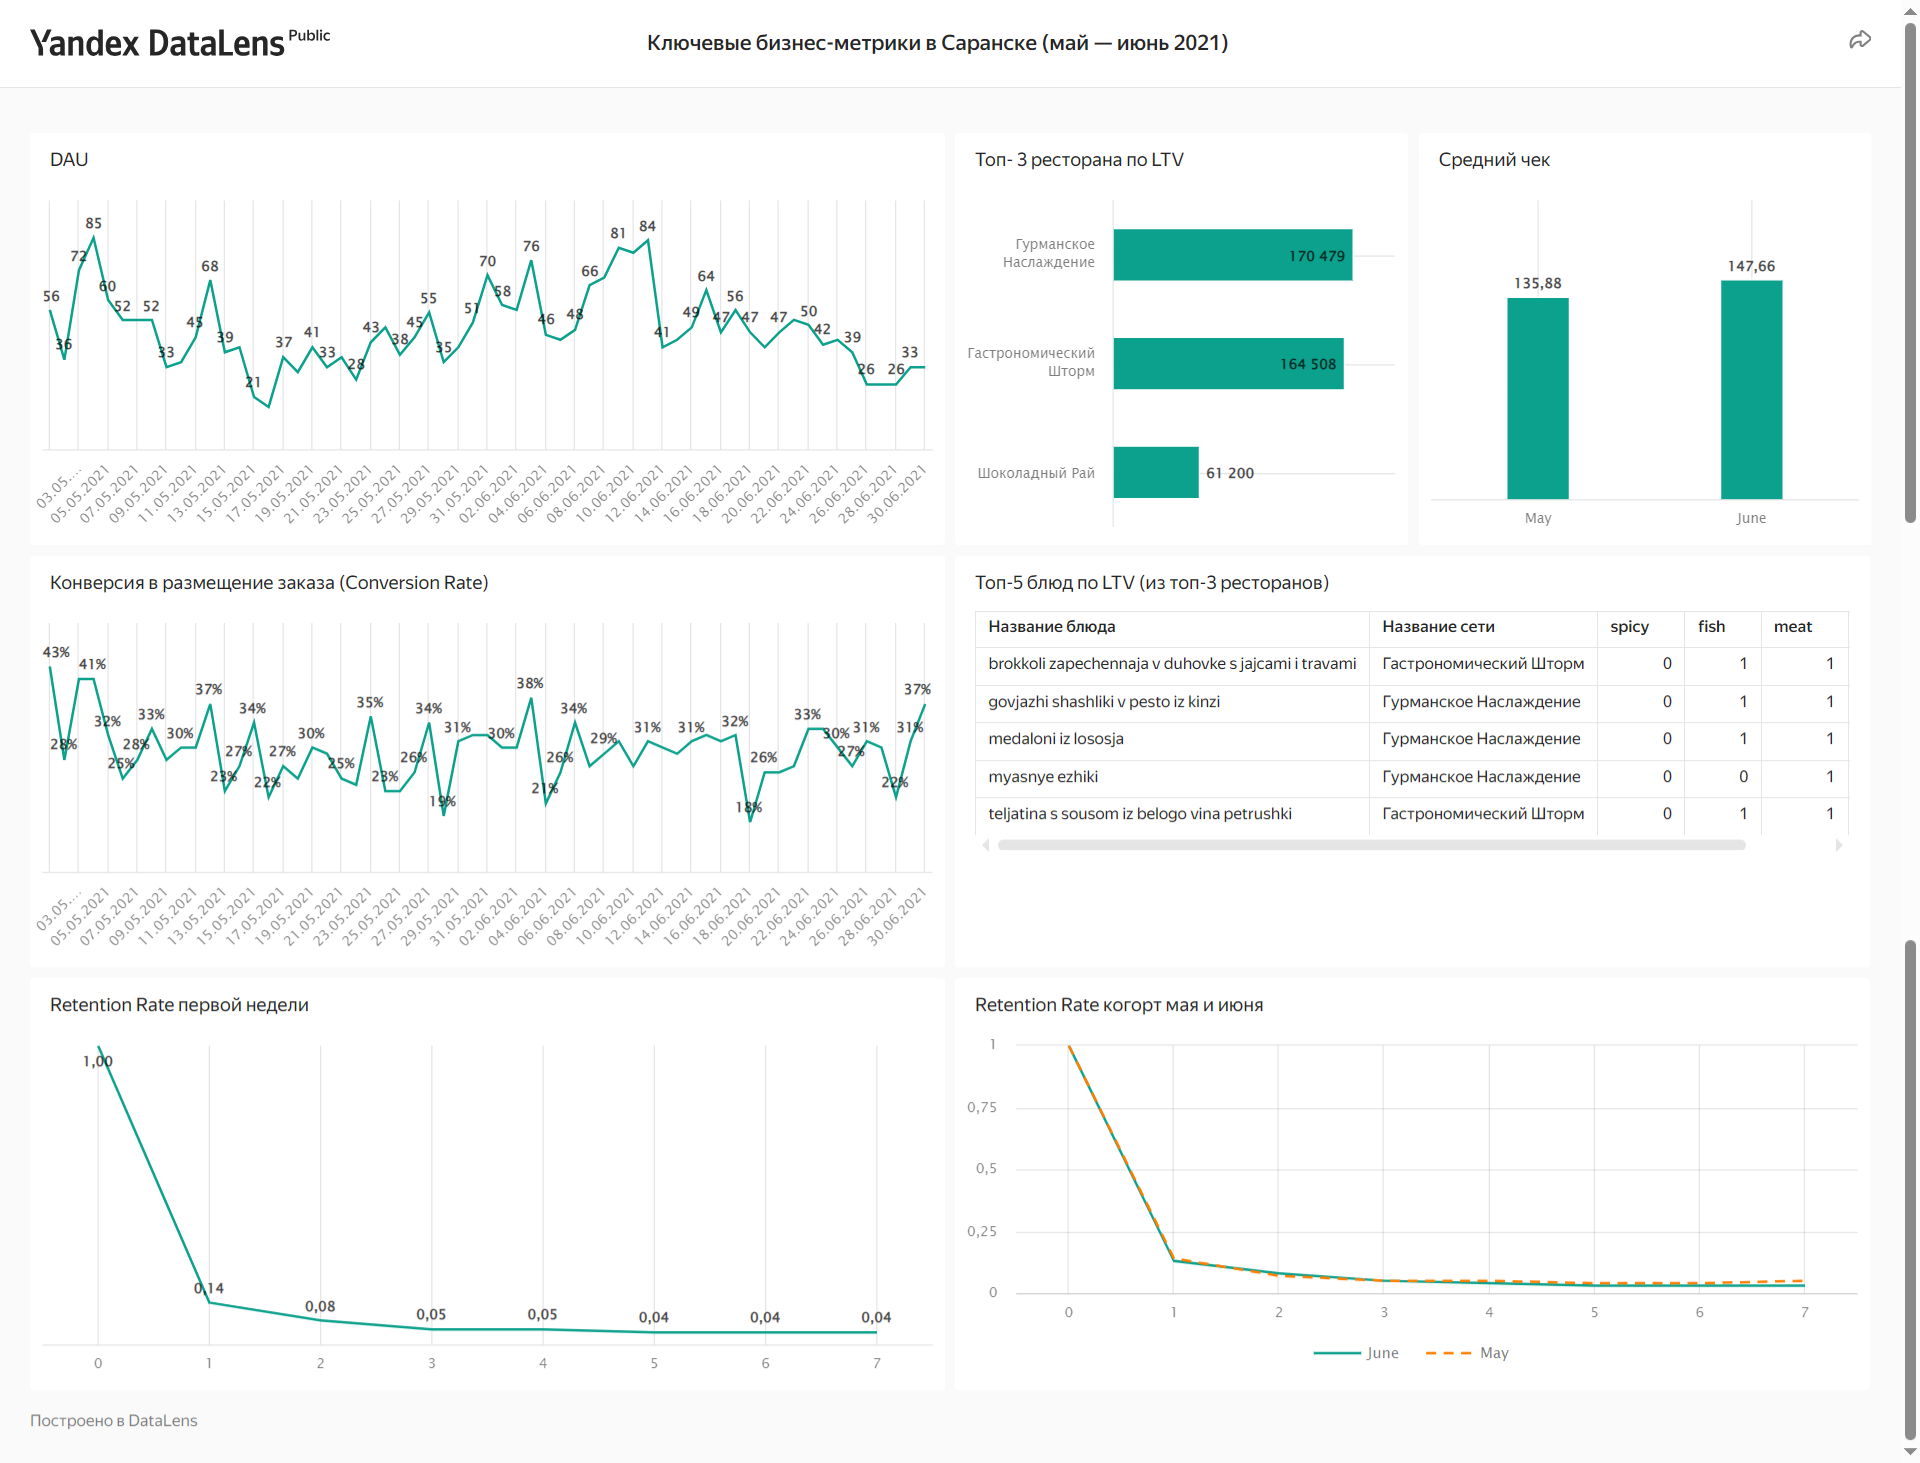 Yandex DataLens Public
Ключевые бизнес-метрики в Саранске (май — июнь 2021)
DAU
56 36 72 85 60 52 52 33 45 68 39 21 37 41 33 28 43 38 45 55 35 51 70 58 76 46 48 66 81 84 41 49 64 47 56 47 47 50 42 39 26 26 33
03.05.... 05.05.2021 07.05.2021 09.05.2021 11.05.2021 13.05.2021 15.05.2021 17.05.2021 19.05.2021 21.05.2021 23.05.2021 25.05.2021 27.05.2021 29.05.2021 31.05.2021 02.06.2021 04.06.2021 06.06.2021 08.06.2021 10.06.2021 12.06.2021 14.06.2021 16.06.2021 18.06.2021 20.06.2021 22.06.2021 24.06.2021 26.06.2021 28.06.2021 30.06.2021
Топ- 3 ресторана по LTV
Гурманское
Наслаждение
170 479
Гастрономический
Шторм
164 508
Шоколадный Рай
61 200
Средний чек
135,88
147,66
May
June
Конверсия в размещение заказа (Conversion Rate)
43% 28% 41% 32% 25% 28% 33% 30% 37% 23% 27% 34% 22% 27% 30% 25% 35% 23% 26% 34% 19% 31% 30% 38% 21% 26% 34% 29% 31% 31% 32% 18% 26% 33% 30% 27% 31% 22% 31% 37%
03.05.... 05.05.2021 07.05.2021 09.05.2021 11.05.2021 13.05.2021 15.05.2021 17.05.2021 19.05.2021 21.05.2021 23.05.2021 25.05.2021 27.05.2021 29.05.2021 31.05.2021 02.06.2021 04.06.2021 06.06.2021 08.06.2021 10.06.2021 12.06.2021 14.06.2021 16.06.2021 18.06.2021 20.06.2021 22.06.2021 24.06.2021 26.06.2021 28.06.2021 30.06.2021
Топ-5 блюд по LTV (из топ-3 ресторанов)
Название блюда Название сети spicy fish meat
brokkoli zapechennaja v duhovke s jajcami i travami Гастрономический Шторм 0 1 1
govjazhi shashliki v pesto iz kinzi Гурманское Наслаждение 0 1 1
medaloni iz lososja Гурманское Наслаждение 0 1 1
myasnye ezhiki Гурманское Наслаждение 0 0 1
teljatina s sousom iz belogo vina petrushki Гастрономический Шторм 0 1 1
Retention Rate первой недели
1,00 0,14 0,08 0,05 0,05 0,04 0,04 0,04
0 1 2 3 4 5 6 7
Retention Rate когорт мая и июня
1
0,75
0,5
0,25
0
0 1 2 3 4 5 6 7
June May
Построено в DataLens